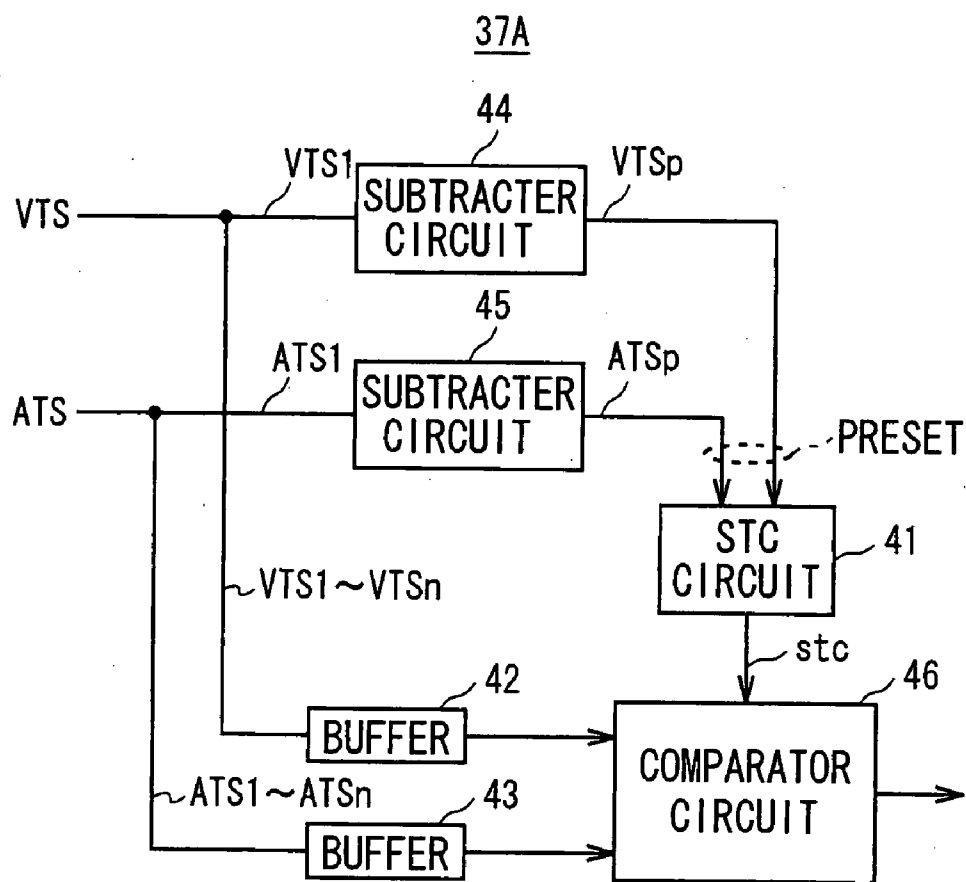 37A
44
VTS1
VTSp
VTS
SUBTRACTER
CIRCUIT
45
ATS1
ATSp
ATS
SUBTRACTER
CIRCUIT
PRESET
STC
CIRCUIT
41
VTS1~VTSn
stc
42
46
BUFFER
COMPARATOR
CIRCUIT
ATS1~ATSn
43
BUFFER